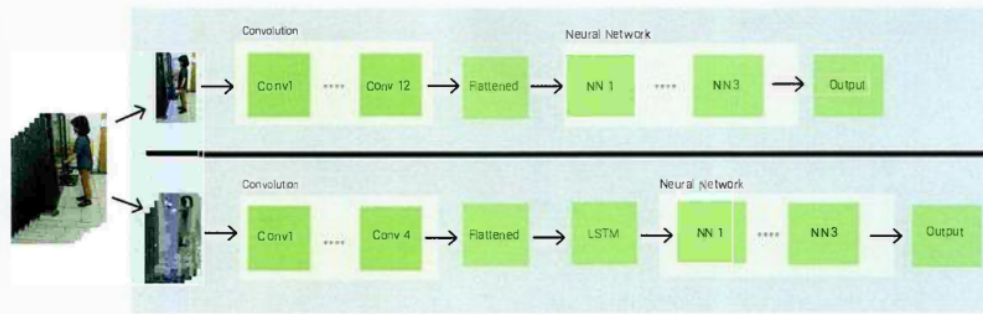 Convolution
Neural Network
Conv1 .... Conv 12 Flattened NN 1 .... NN3 Output
Convolution
Neural Network
Conv1 .... Conv 4 Flattened LSTM NN 1 .... NN3 Output